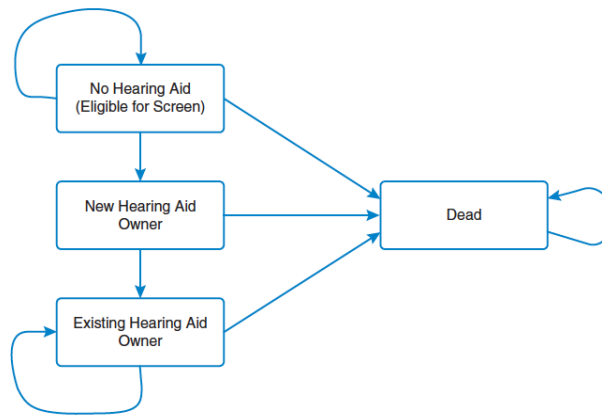 No Hearing Aid
(Eligible for Screen)
New Hearing Aid
Owner
Dead
Existing Hearing Aid
Owner